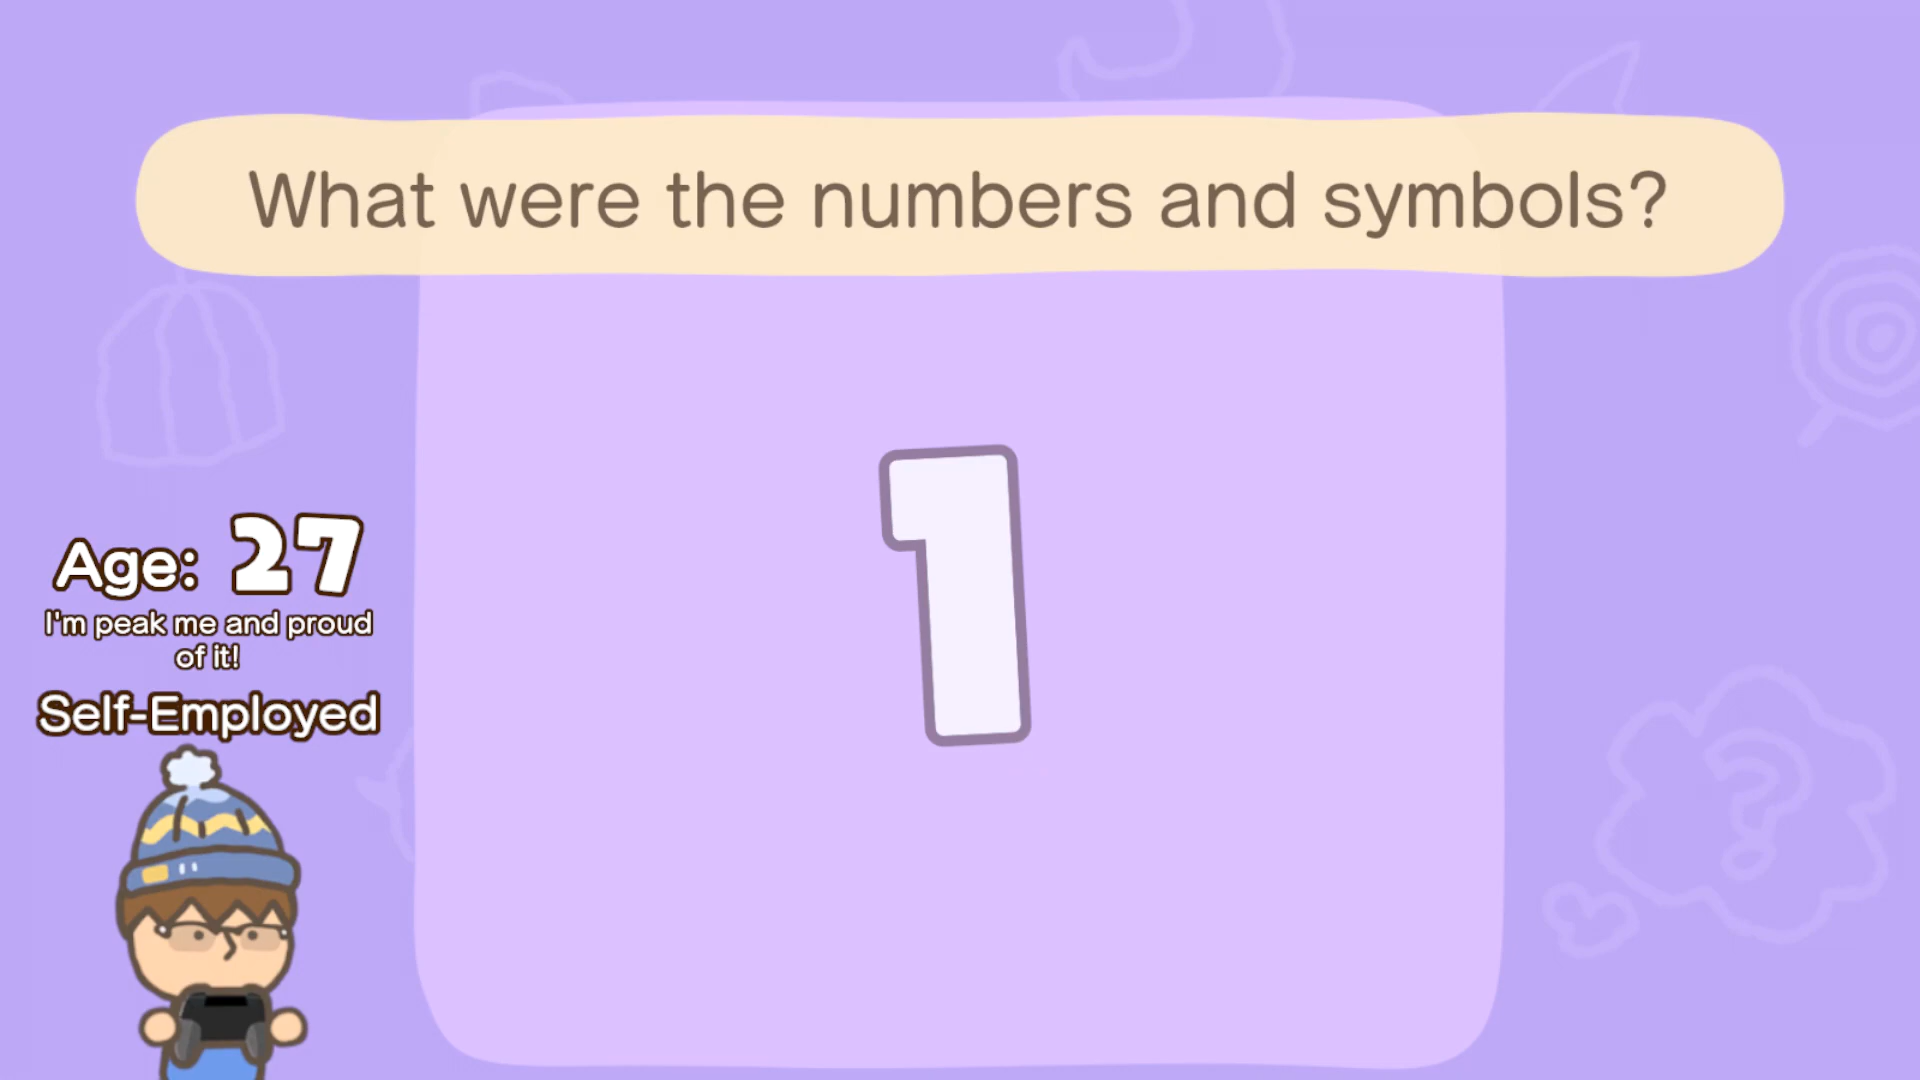 What were the numbers and symbols?
1
Age: 27
I'm peak me and proud
of it!
Self-Employed